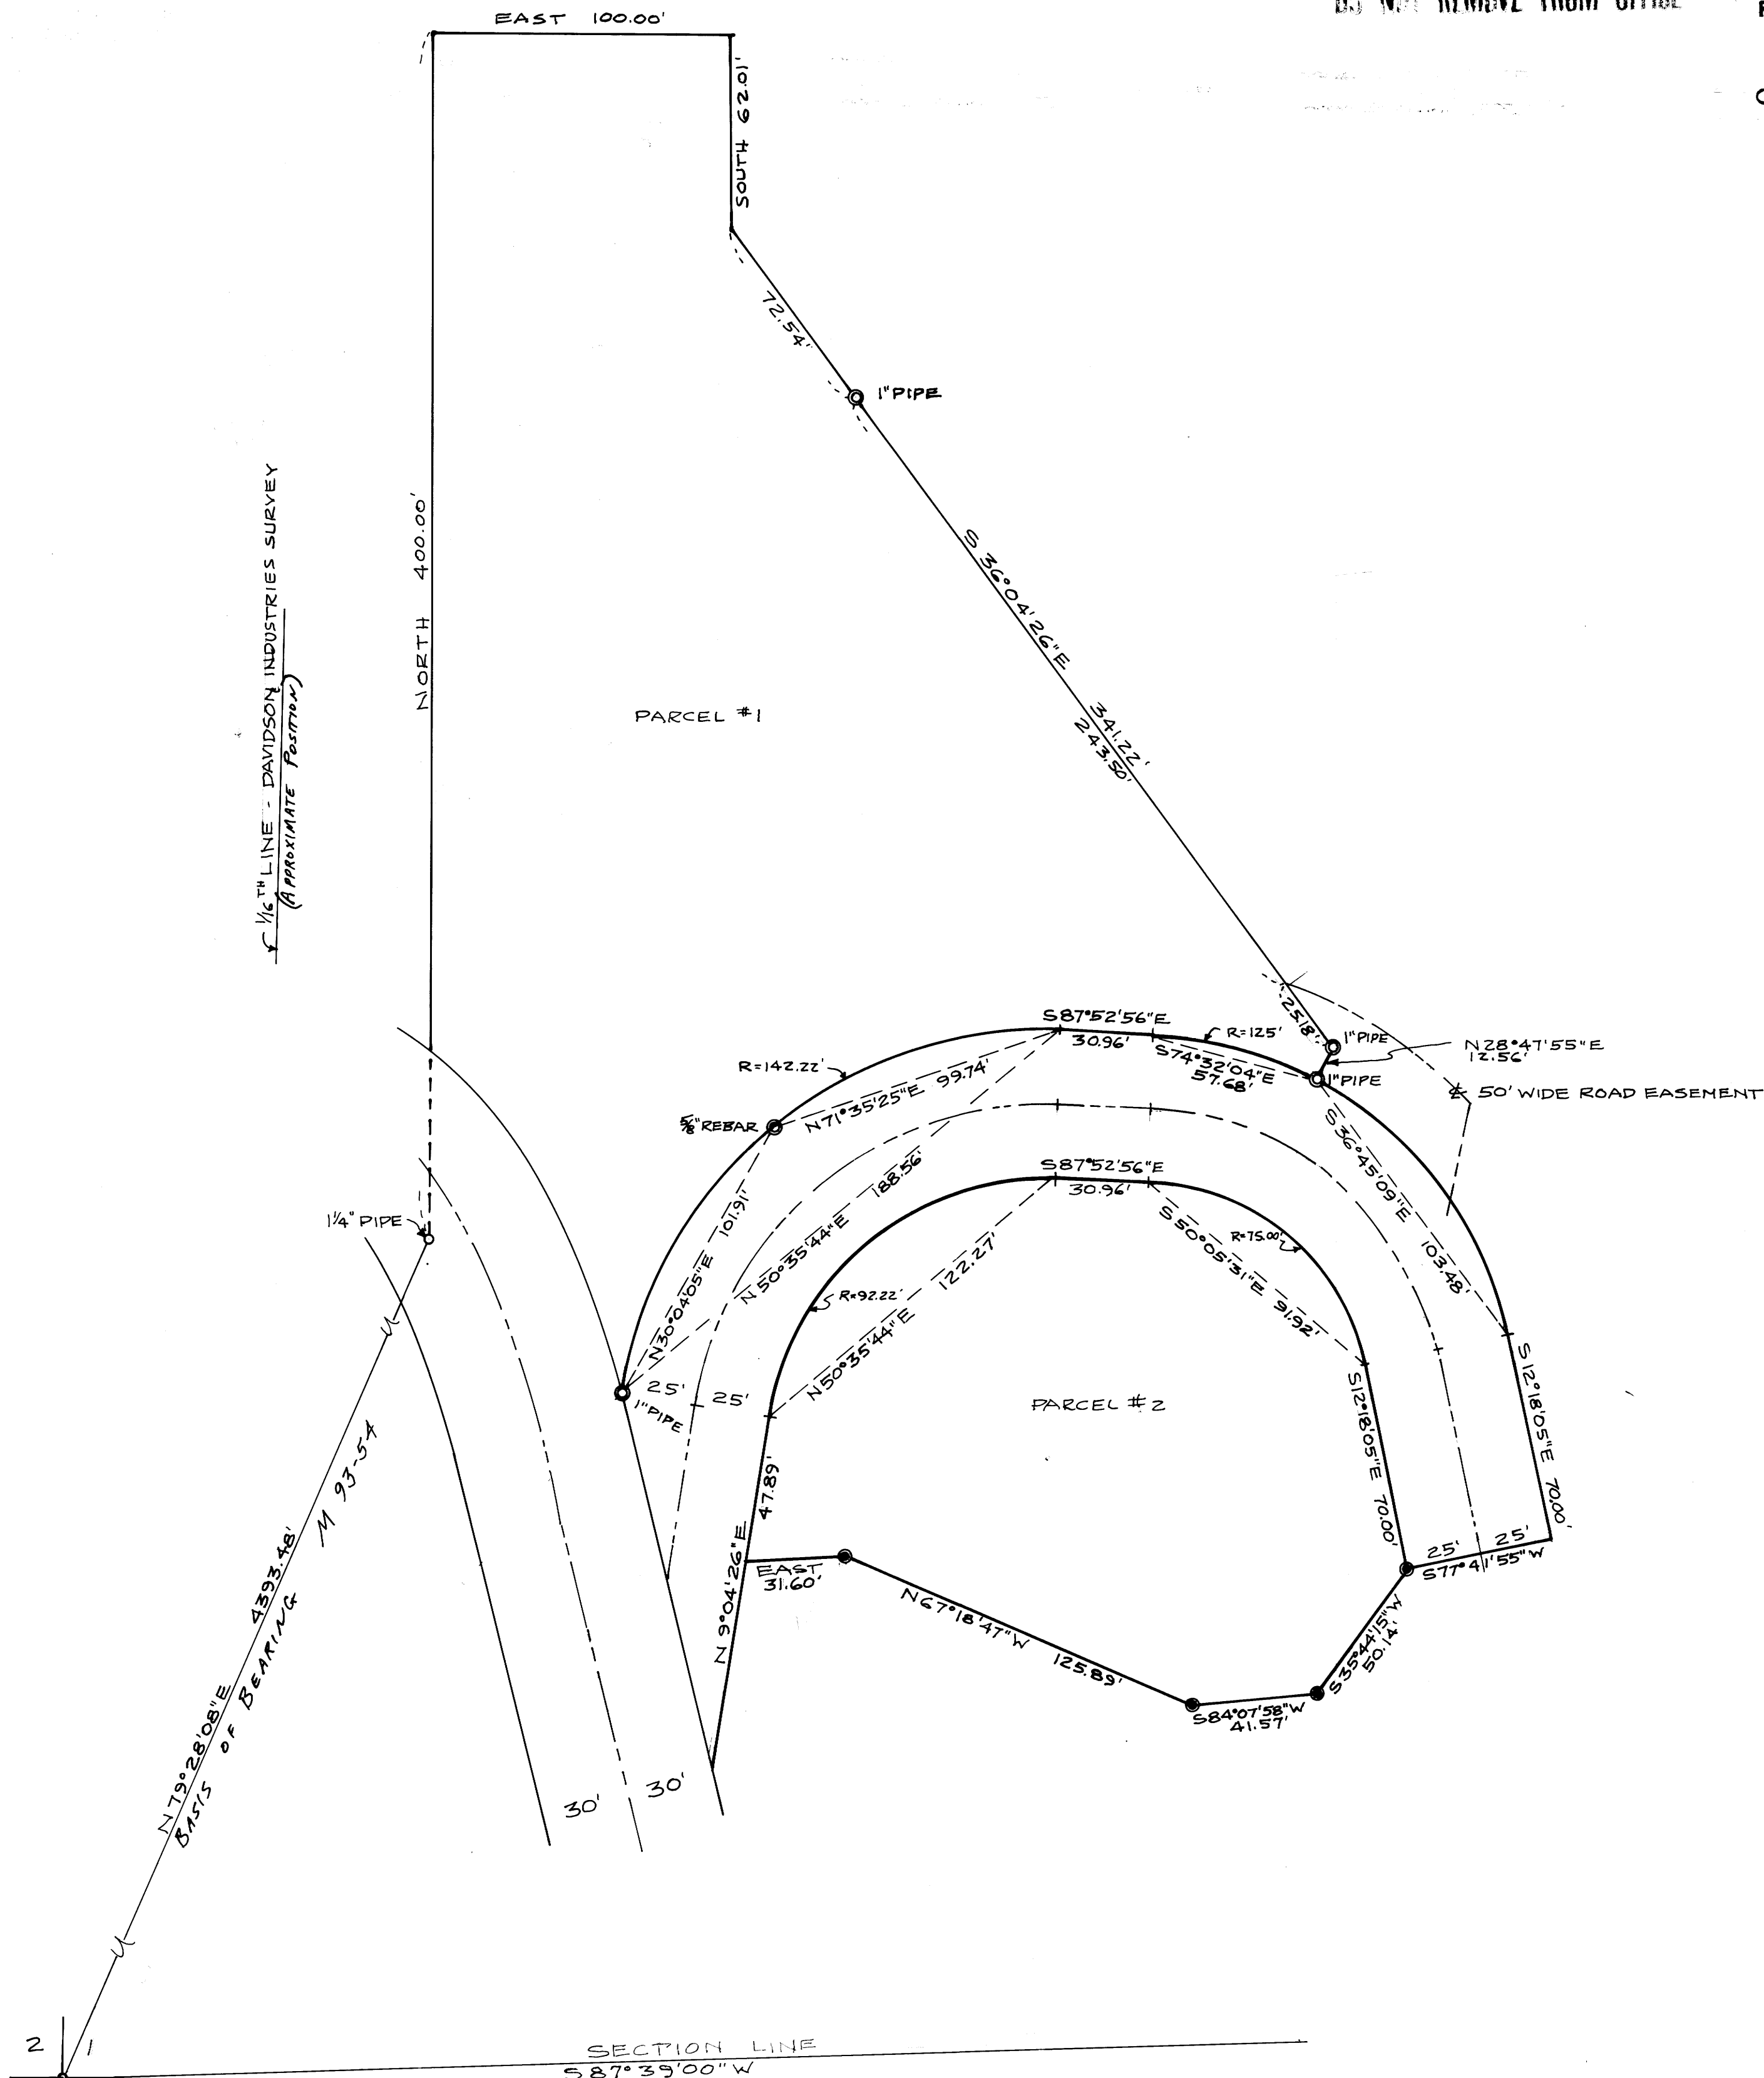 DO NOT REMOVE FROM OFFICE
EAST 100.00'
SOUTH 62.01'
72.54'
1" PIPE
1/16TH LINE - DAVIDSON INDUSTRIES SURVEY
(APPROXIMATE POSITION)
NORTH 400.00'
S 36°04'26"E
341.22'
243.50'
PARCEL #1
25.18'
1" PIPE
N28°47'55"E
12.56'
1" PIPE
℄ 50' WIDE ROAD EASEMENT
S87°52'56"E
30.96'
R=125'
S74°32'04"E
57.68'
R=142.22'
N71°35'25"E 99.74'
5/8" REBAR
S36°45'09"E 103.48'
S87°52'56"E
30.96'
N30°04'05"E 101.91'
N50°35'44"E 188.56'
1 1/4" PIPE
R=92.22'
N50°35'44"E 122.27'
S50°05'31"E 91.92'
R=75.00'
25' 25'
1" PIPE
PARCEL #2
S12°18'05"E 70.00'
S12°18'05"E 70.00'
47.89'
N9°04'26"E
EAST
31.60'
N67°18'47"W 125.89'
25' 25'
S77°41'55"W
S35°44'15"W
50.14'
S84°07'58"W
41.57'
N79°28'08"E 4393.48'
BASIS OF BEARING M 93-54
30' 30'
2 1
SECTION LINE
S87°39'00"W